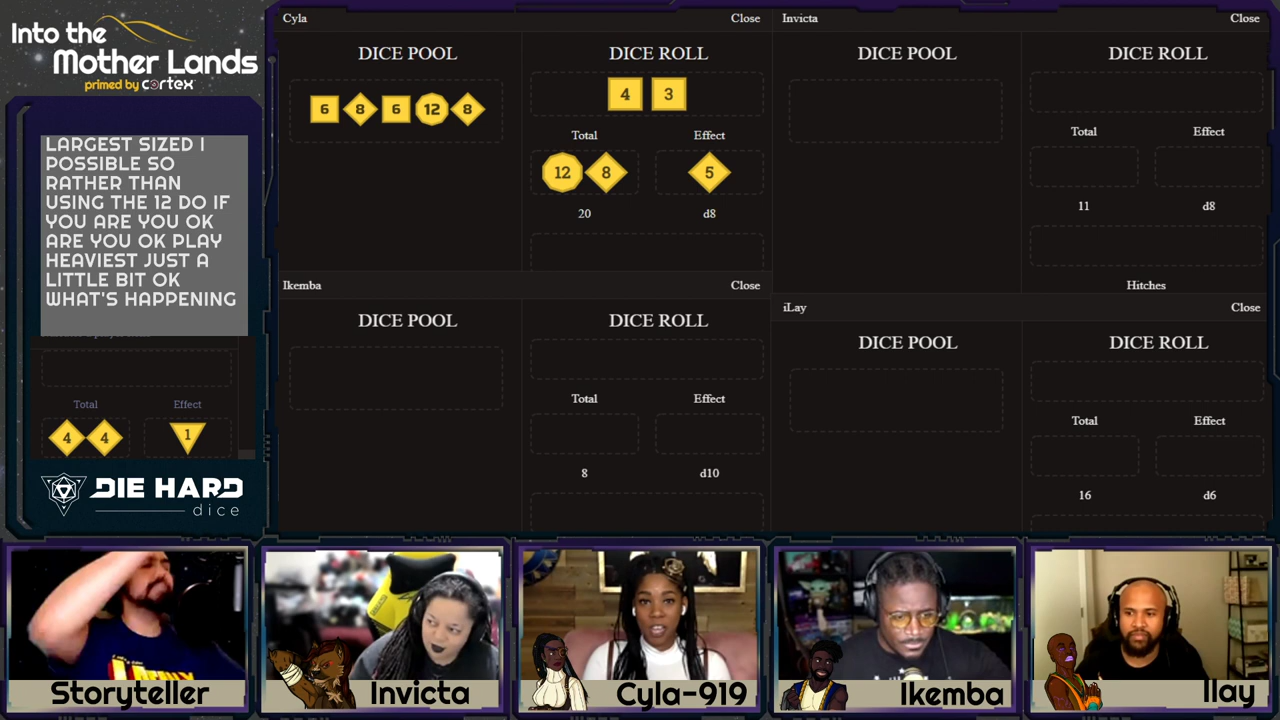 Into the
Mother Lands
primed by cortex
LARGEST SIZED I
POSSIBLE SO
RATHER THAN
USING THE 12 DO IF
YOU ARE YOU OK
ARE YOU OK PLAY
HEAVIEST JUST A
LITTLE BIT OK
WHAT'S HAPPENING
Total Effect
4 4 1
DIE HARD
dice
Cyla Close
DICE POOL DICE ROLL
6 8 6 12 8
4 3
Total Effect
12 8 5
20 d8
Invicta Close
DICE POOL DICE ROLL
Total Effect
11 d8
Hitches
Ikemba Close
DICE POOL DICE ROLL
Total Effect
8 d10
iLay Close
DICE POOL DICE ROLL
Total Effect
16 d6
Storyteller
Invicta
Cyla-919
Ikemba
Ilay